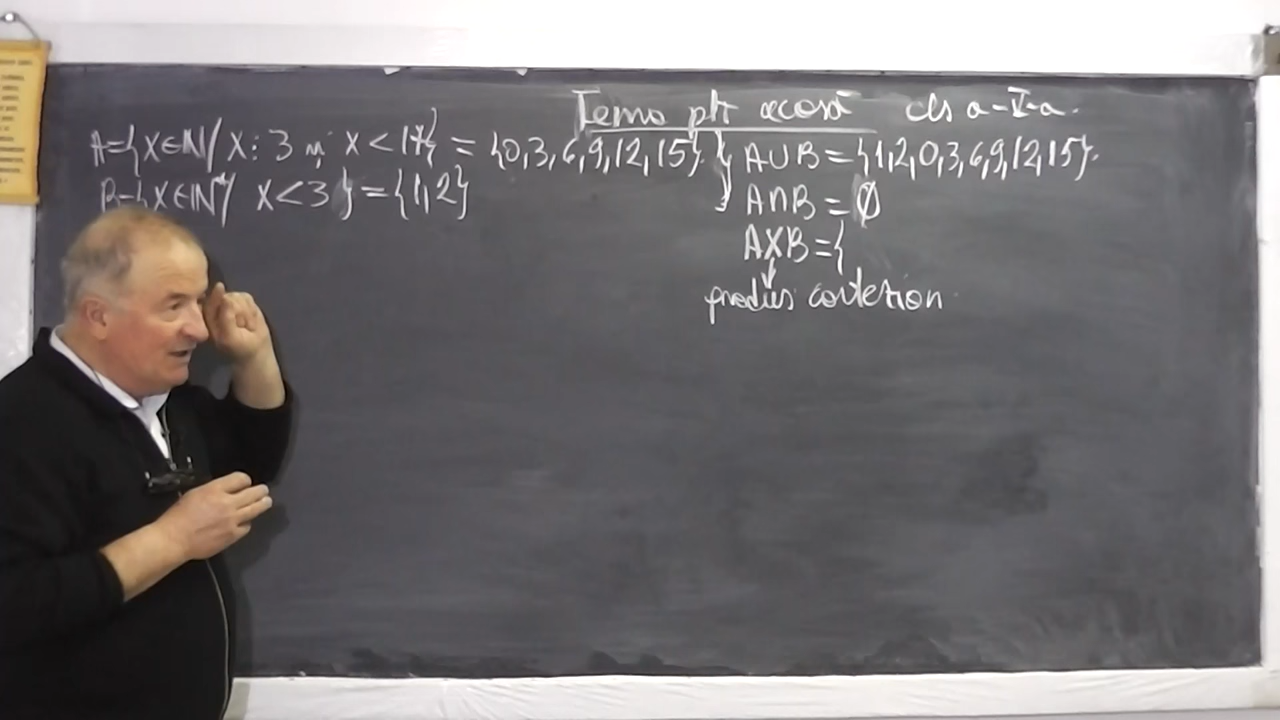 Tema pt acasă cls a-V-a.
A={x∈ℕ/ x⋮3 și x<17} = {0,3,6,9,12,15}. } A∪B={1,2,0,3,6,9,12,15}.
B={x∈ℕ*/ x<3} = {1,2}
A∩B = ∅
A×B = {
produs cartezian